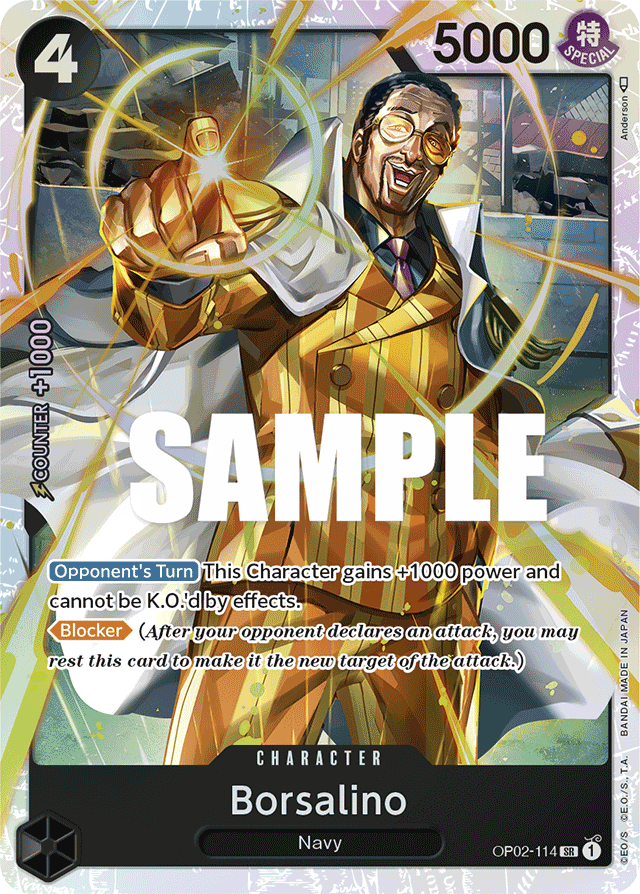 4
5000
特
SPECIAL
Anderson
COUNTER +1000
SAMPLE
Opponent's Turn This Character gains +1000 power and
cannot be K.O.'d by effects.
Blocker (After your opponent declares an attack, you may
rest this card to make it the new target of the attack.)
CHARACTER
Borsalino
Navy
OP02-114 SR 1
©EO/S ©E.O./S., T.A. BANDAI MADE IN JAPAN